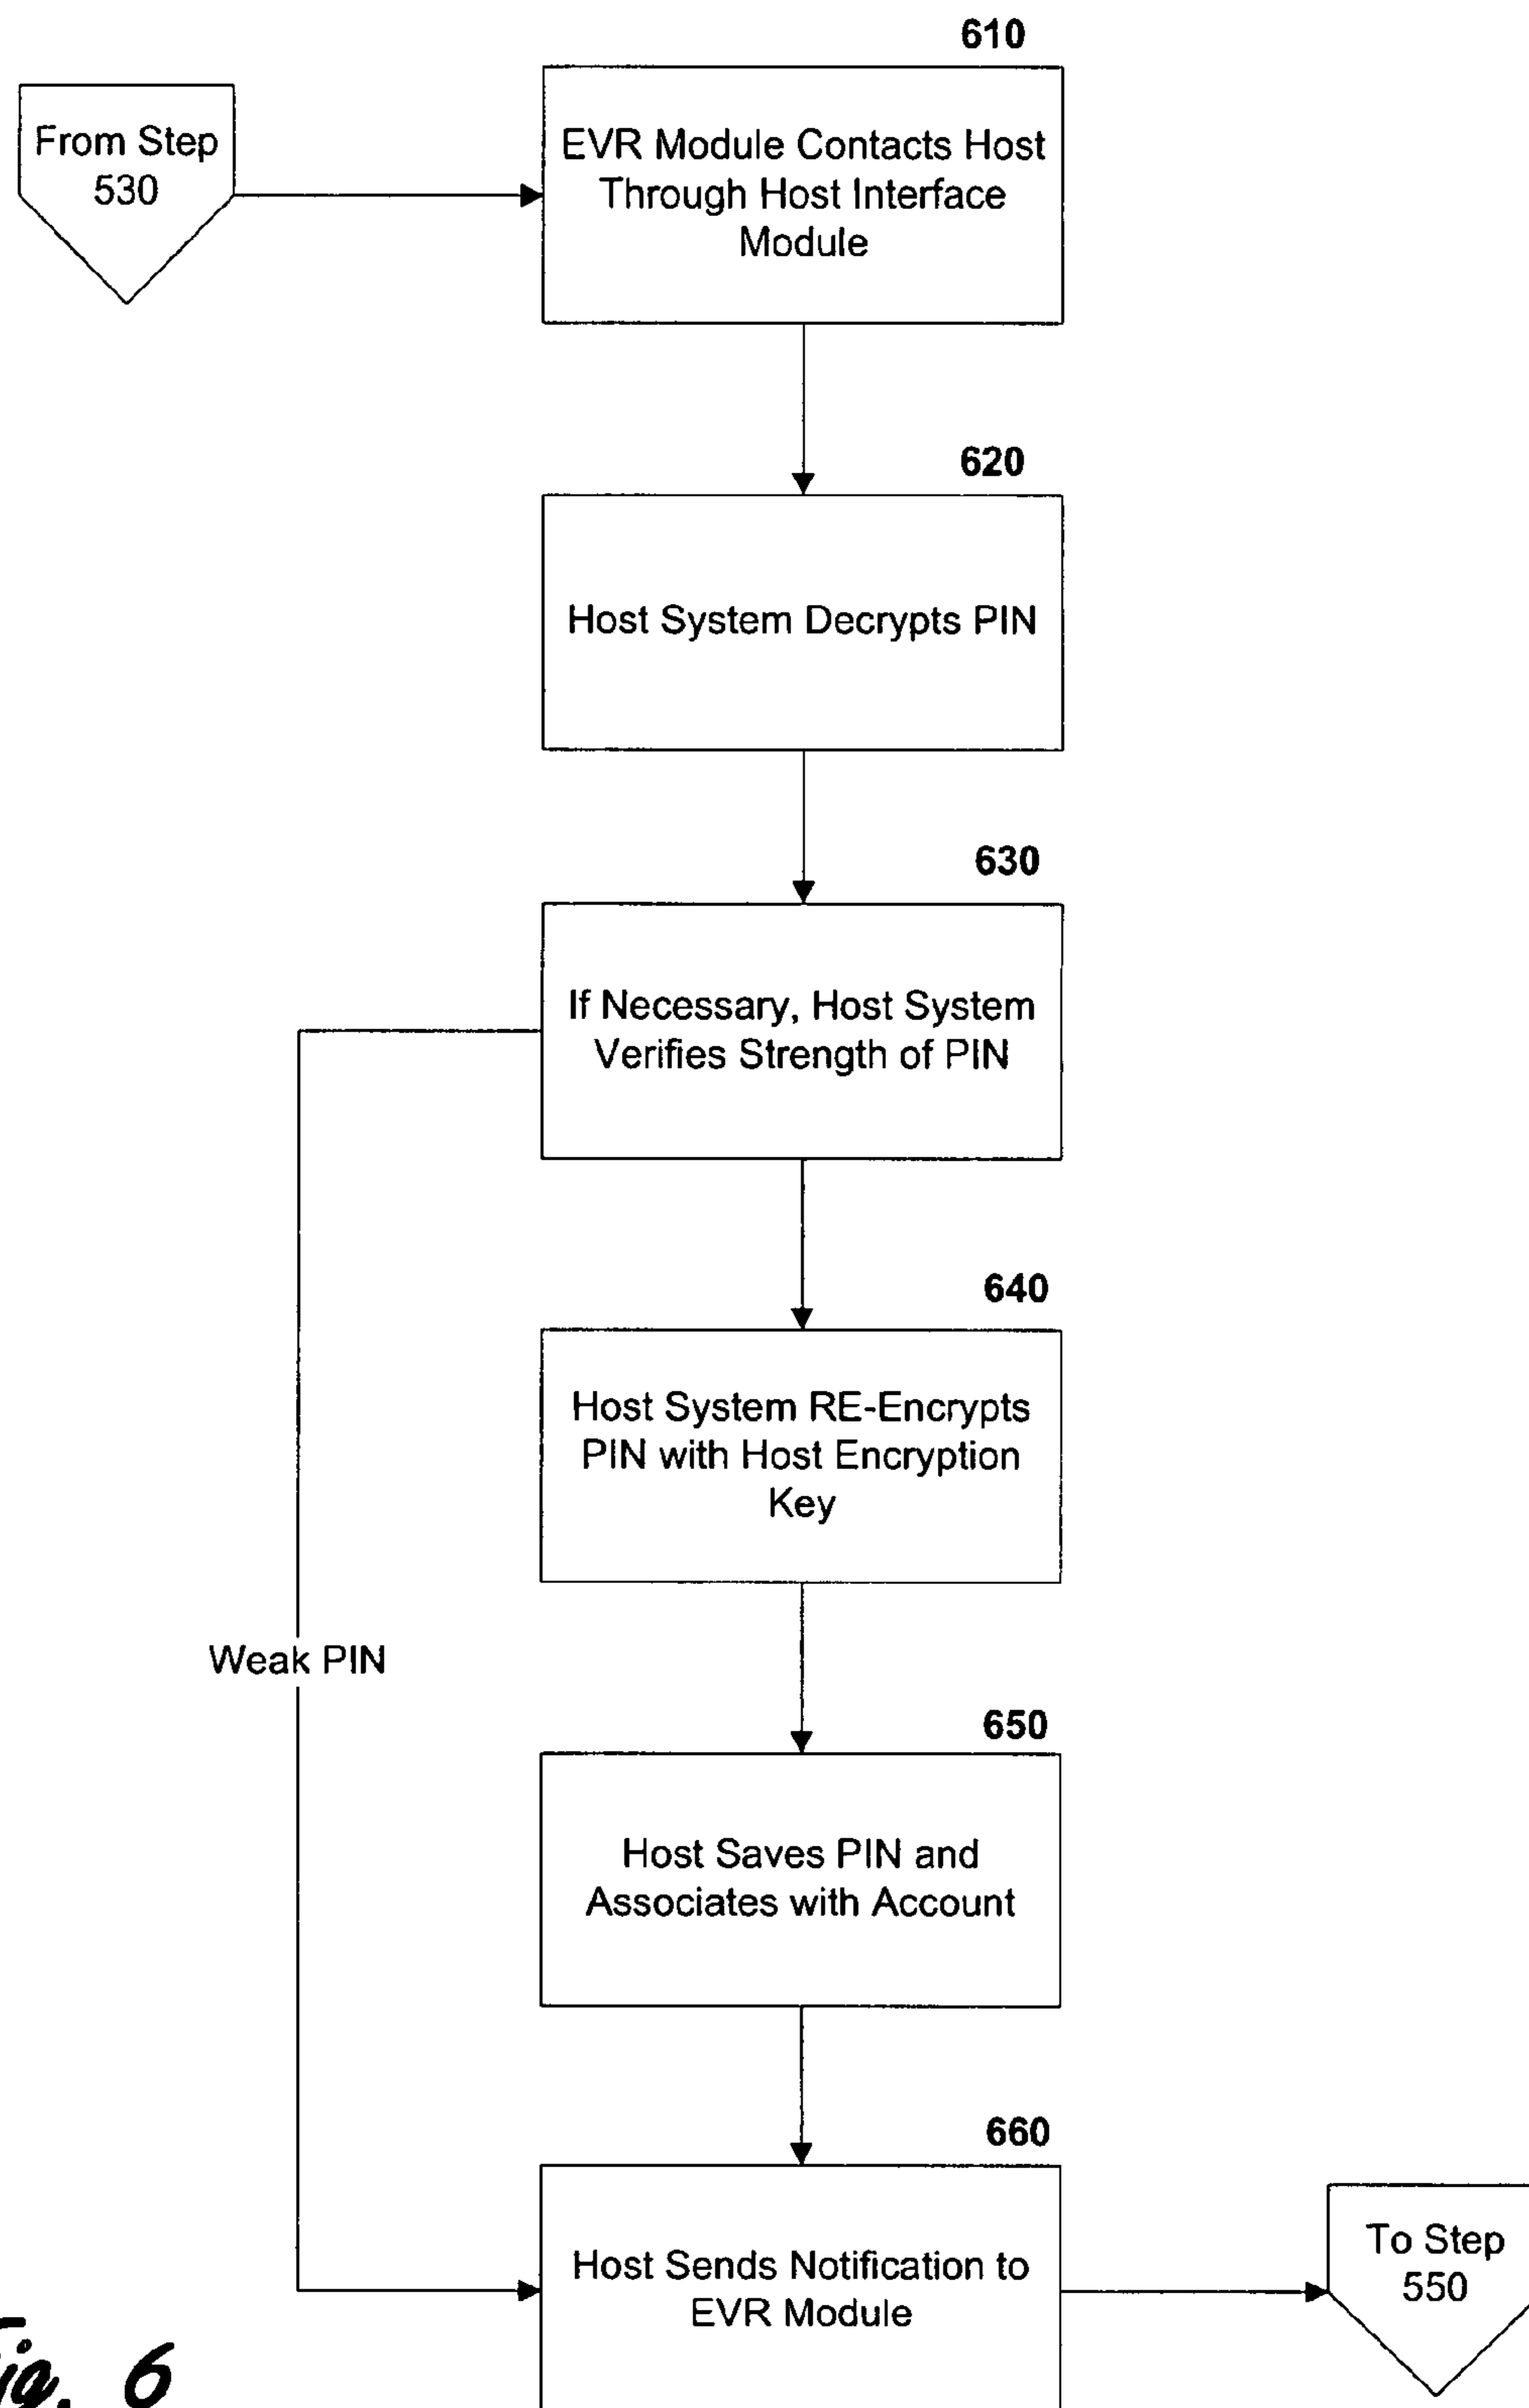 610
From Step
530
EVR Module Contacts Host
Through Host Interface
Module
620
Host System Decrypts PIN
630
If Necessary, Host System
Verifies Strength of PIN
640
Host System RE-Encrypts
PIN with Host Encryption
Key
Weak PIN
650
Host Saves PIN and
Associates with Account
660
Host Sends Notification to
EVR Module
To Step
550
Fig. 6